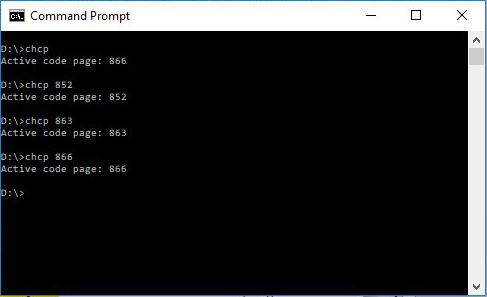 Command Prompt
D:\>chcp
Active code page: 866
D:\>chcp 852
Active code page: 852
D:\>chcp 863
Active code page: 863
D:\>chcp 866
Active code page: 866
D:\>